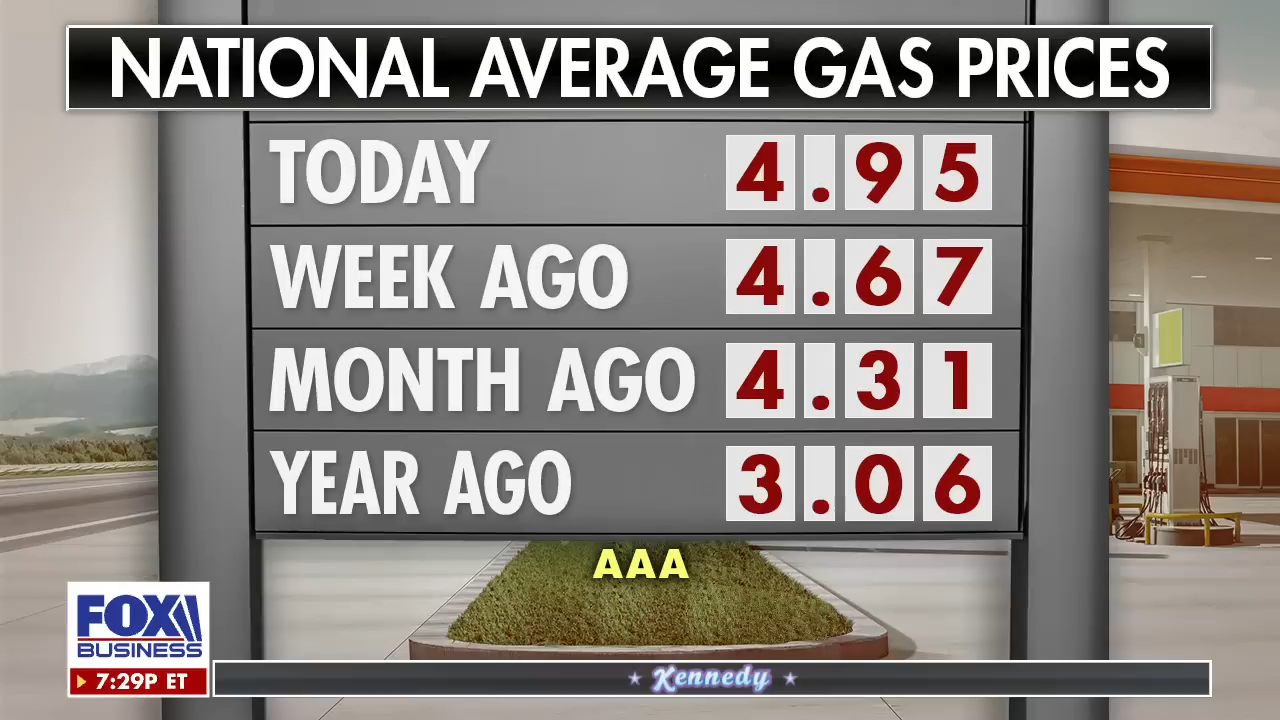 NATIONAL AVERAGE GAS PRICES
TODAY 4.95
WEEK AGO 4.67
MONTH AGO 4.31
YEAR AGO 3.06
AAA
FOX
BUSINESS
7:29P ET
Kennedy